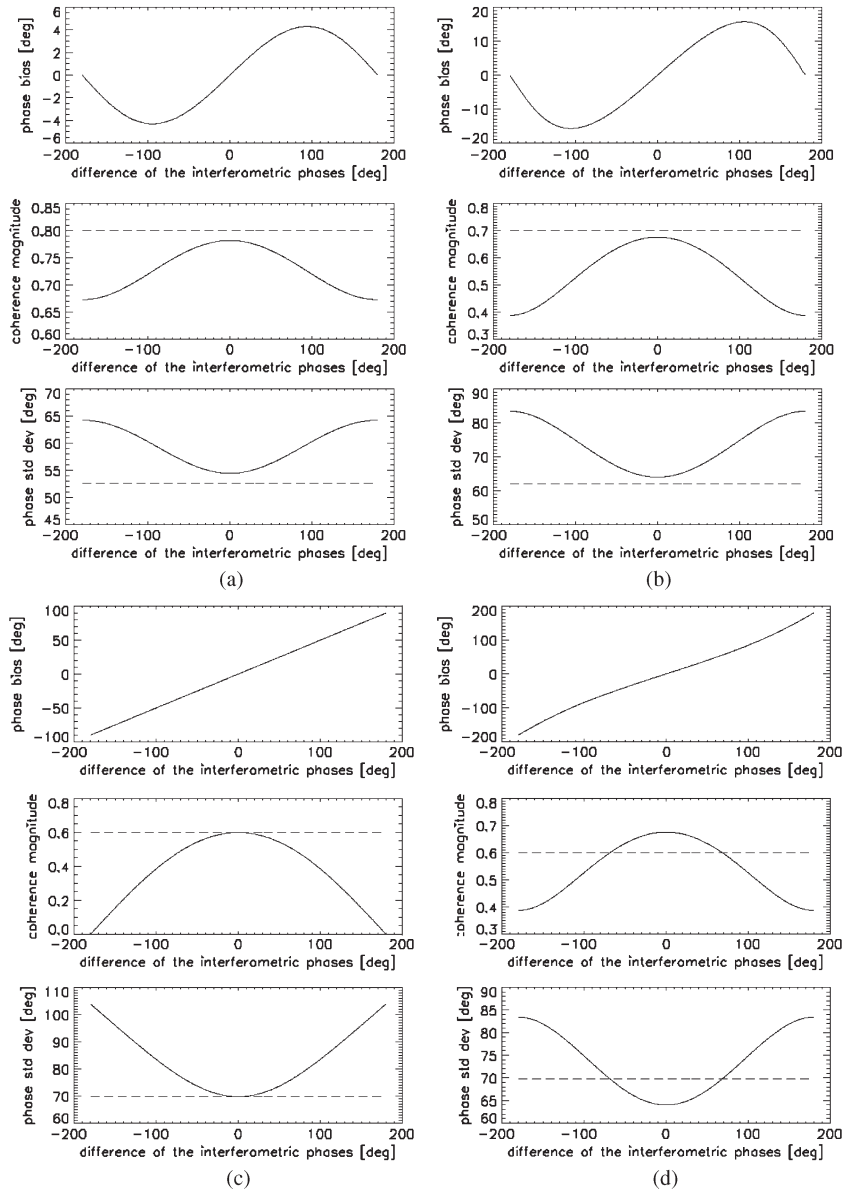 phase bias [deg]
6
4
2
0
-2
-4
-6
-200 -100 0 100 200
difference of the interferometric phases [deg]
coherence magnitude
0.85
0.80
0.75
0.70
0.65
0.60
-200 -100 0 100 200
difference of the interferometric phases [deg]
phase std dev [deg]
70
65
60
55
50
45
-200 -100 0 100 200
difference of the interferometric phases [deg]
(a)
phase bias [deg]
20
10
0
-10
-20
-200 -100 0 100 200
difference of the interferometric phases [deg]
coherence magnitude
0.8
0.7
0.6
0.5
0.4
0.3
-200 -100 0 100 200
difference of the interferometric phases [deg]
phase std dev [deg]
90
80
70
60
50
-200 -100 0 100 200
difference of the interferometric phases [deg]
(b)
phase bias [deg]
100
50
0
-50
-100
-200 -100 0 100 200
difference of the interferometric phases [deg]
coherence magnitude
0.8
0.6
0.4
0.2
0.0
-200 -100 0 100 200
difference of the interferometric phases [deg]
phase std dev [deg]
110
100
90
80
70
60
-200 -100 0 100 200
difference of the interferometric phases [deg]
(c)
phase bias [deg]
200
100
0
-100
-200
-200 -100 0 100 200
difference of the interferometric phases [deg]
coherence magnitude
0.8
0.7
0.6
0.5
0.4
0.3
-200 -100 0 100 200
difference of the interferometric phases [deg]
phase std dev [deg]
90
85
80
75
70
65
60
-200 -100 0 100 200
difference of the interferometric phases [deg]
(d)